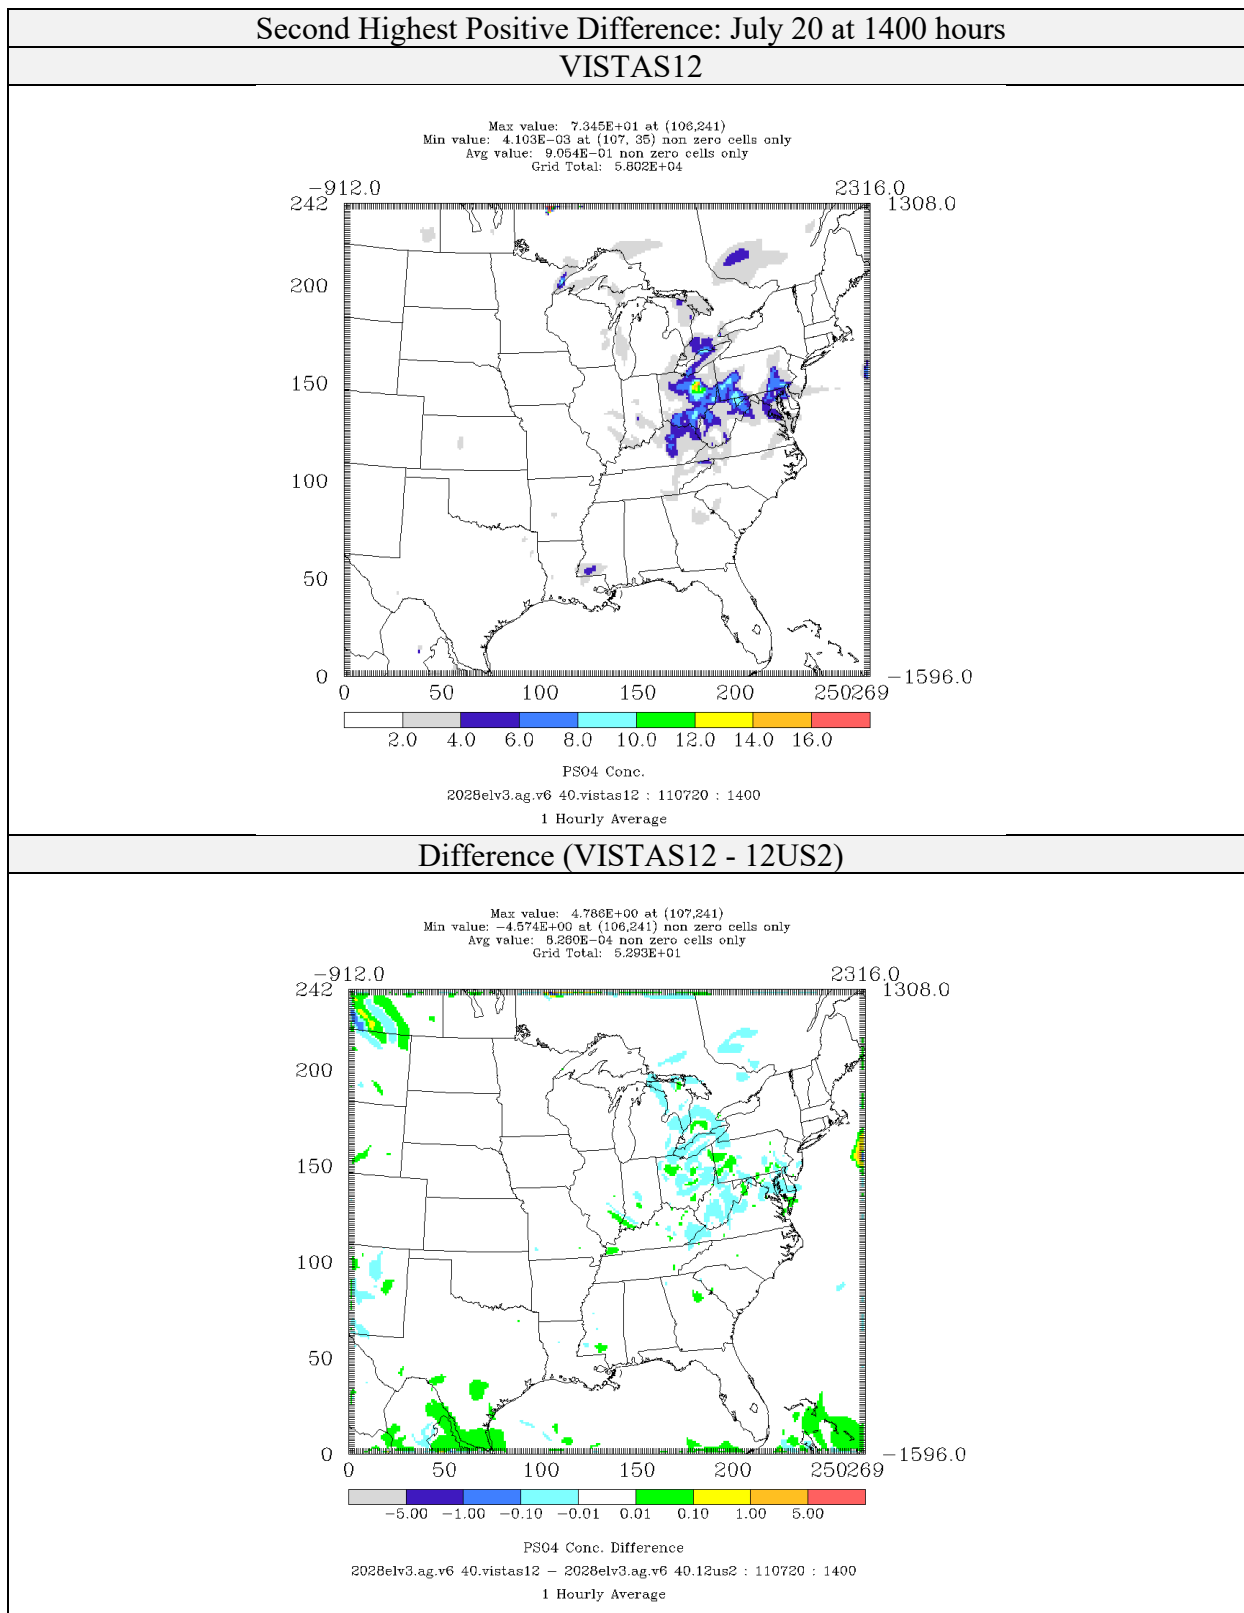 Second Highest Positive Difference: July 20 at 1400 hours
VISTAS12
Max value: 7.345E+01 at (106,241)
Min value: 4.103E-03 at (107, 35) non zero cells only
Avg value: 9.054E-01 non zero cells only
Grid Total: 5.802E+04
-912.0 2316.0
242 1308.0
200
150
100
50
0 -1596.0
0 50 100 150 200 250269
2.0 4.0 6.0 8.0 10.0 12.0 14.0 16.0
PSO4 Conc.
2028elv3.ag.v6 40.vistas12 : 110720 : 1400
1 Hourly Average
Difference (VISTAS12 - 12US2)
Max value: 4.786E+00 at (107,241)
Min value: -4.574E+00 at (106,241) non zero cells only
Avg value: 8.260E-04 non zero cells only
Grid Total: 5.293E+01
-912.0 2316.0
242 1308.0
200
150
100
50
0 -1596.0
0 50 100 150 200 250269
-5.00 -1.00 -0.10 -0.01 0.01 0.10 1.00 5.00
PSO4 Conc. Difference
2028elv3.ag.v6 40.vistas12 - 2028elv3.ag.v6 40.12us2 : 110720 : 1400
1 Hourly Average